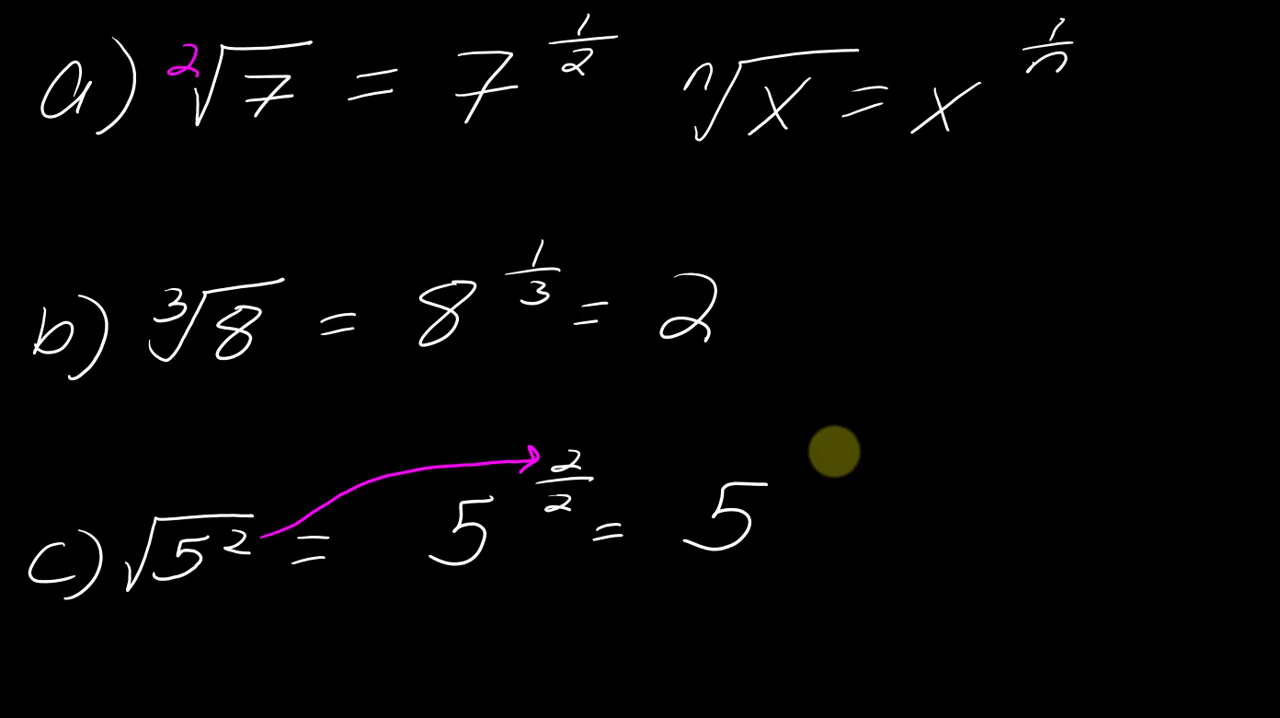 a) ²√7 = 7^(1/2) ⁿ√x = x^(1/n)
b) ³√8 = 8^(1/3) = 2
c) √5² = 5^(2/2) = 5